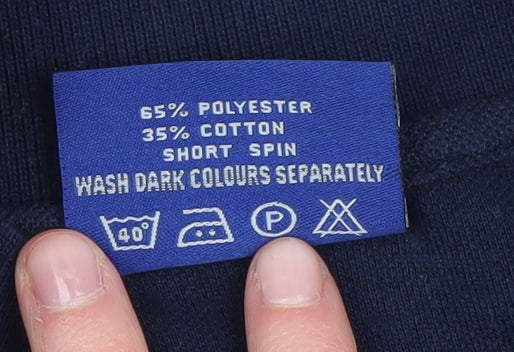 65% POLYESTER
35% COTTON
SHORT SPIN
WASH DARK COLOURS SEPARATELY
40° P